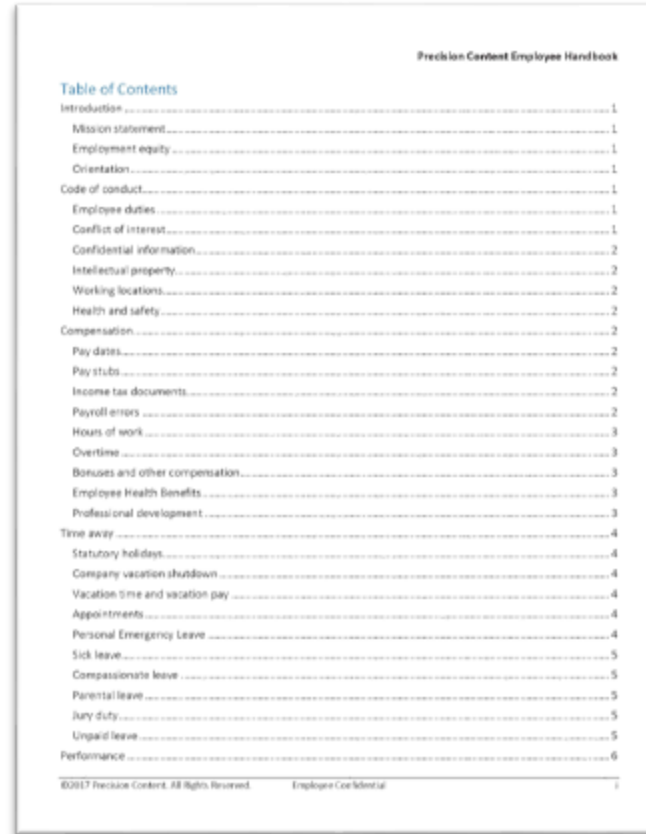 Precision Content Employee Handbook
Table of Contents
Introduction ........ 1
Mission statement ........ 1
Employment equity ........ 1
Orientation ........ 1
Code of conduct ........ 1
Employee duties ........ 1
Conflict of interest ........ 1
Confidential information ........ 2
Intellectual property ........ 2
Working locations ........ 2
Health and safety ........ 2
Compensation ........ 2
Pay dates ........ 2
Pay stubs ........ 2
Income tax documents ........ 2
Payroll errors ........ 2
Hours of work ........ 3
Overtime ........ 3
Bonuses and other compensation ........ 3
Employee Health Benefits ........ 3
Professional development ........ 3
Time away ........ 4
Statutory holidays ........ 4
Company vacation shutdown ........ 4
Vacation time and vacation pay ........ 4
Appointments ........ 4
Personal Emergency Leave ........ 4
Sick leave ........ 5
Compassionate leave ........ 5
Parental leave ........ 5
Jury duty ........ 5
Unpaid leave ........ 5
Performance ........ 6
©2017 Precision Content. All Rights Reserved. Employee Confidential i